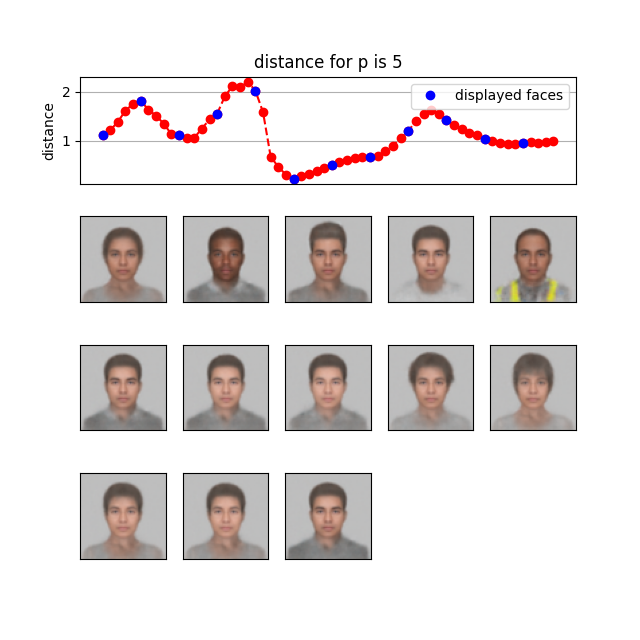 distance for p is 5
distance
2
1
displayed faces